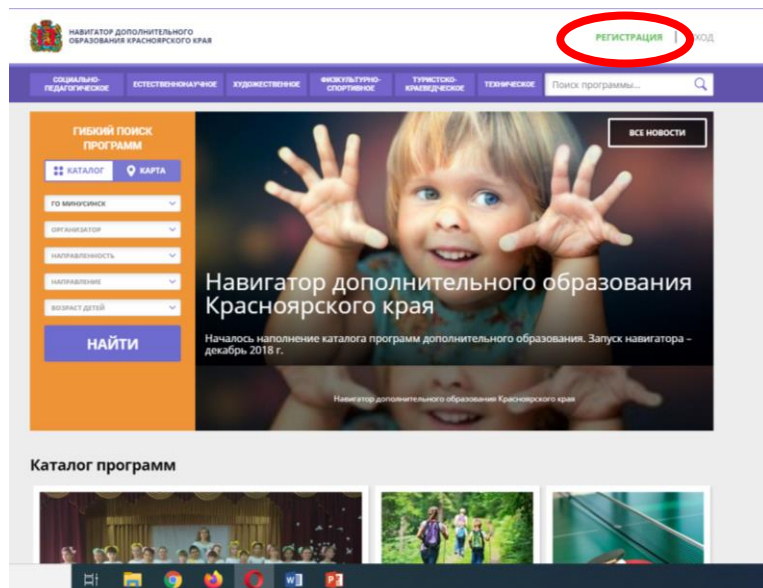 НАВИГАТОР ДОПОЛНИТЕЛЬНОГО
ОБРАЗОВАНИЯ КРАСНОЯРСКОГО КРАЯ
РЕГИСТРАЦИЯ | ХОД
СОЦИАЛЬНО-
ПЕДАГОГИЧЕСКОЕ
ЕСТЕСТВЕННОНАУЧНОЕ
ХУДОЖЕСТВЕННОЕ
ФИЗКУЛЬТУРНО-
СПОРТИВНОЕ
ТУРИСТСКО-
КРАЕВЕДЧЕСКОЕ
ТЕХНИЧЕСКОЕ
Поиск программы...
ГИБКИЙ ПОИСК
ПРОГРАММ
КАТАЛОГ
КАРТА
ГО МИНУСИНСК
ОРГАНИЗАТОР
НАПРАВЛЕННОСТЬ
НАПРАВЛЕНИЕ
ВОЗРАСТ ДЕТЕЙ
НАЙТИ
ВСЕ НОВОСТИ
Навигатор дополнительного образования
Красноярского края
Началось наполнение каталога программ дополнительного образования. Запуск навигатора –
декабрь 2018 г.
Навигатор дополнительного образования Красноярского края
Каталог программ